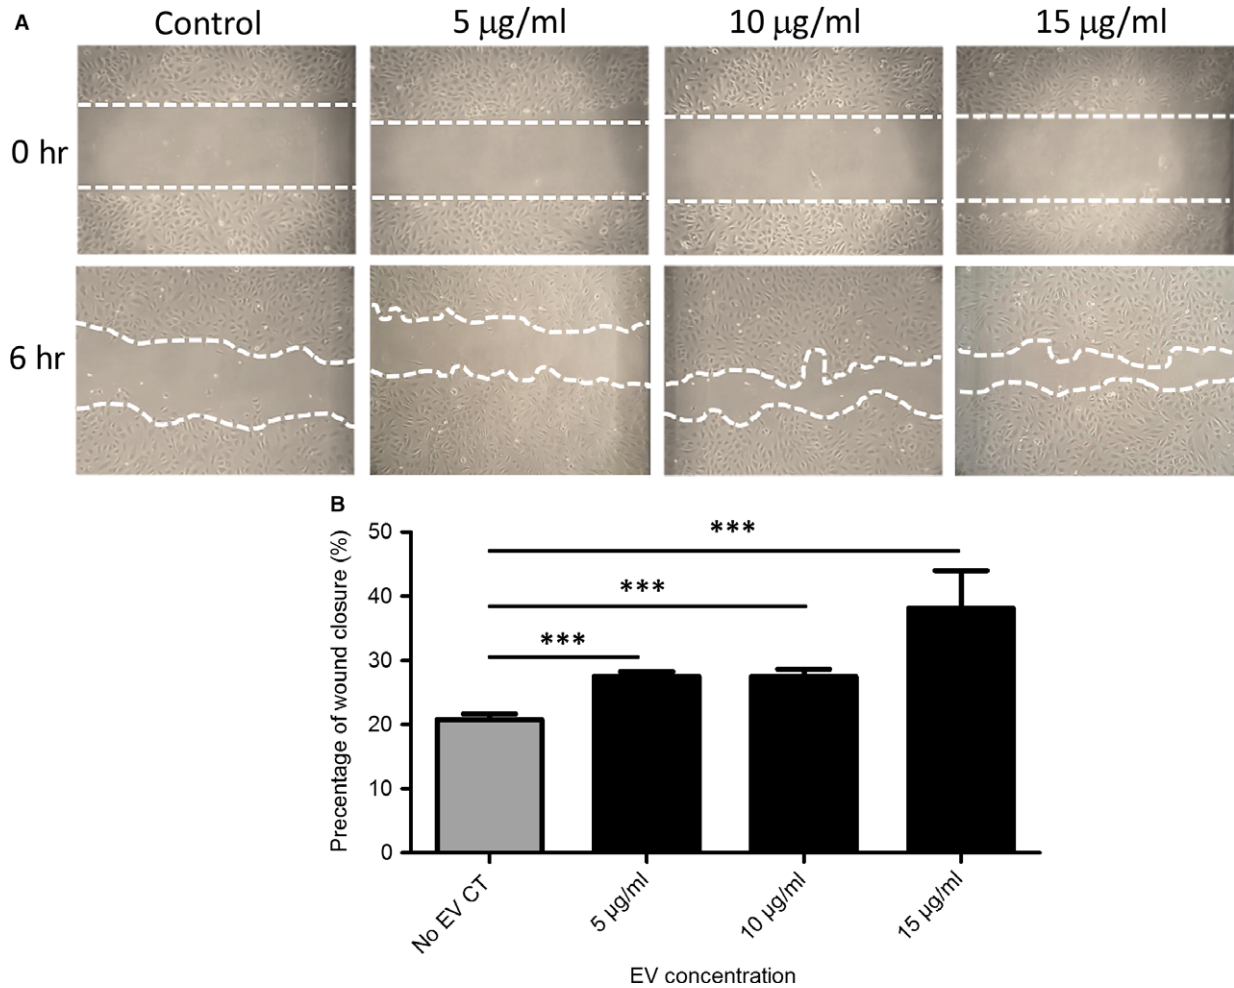 A
Control 5 μg/ml 10 μg/ml 15 μg/ml
0 hr
6 hr
B
Precentage of wound closure (%)
50
40
30
20
10
0
***
***
***
No EV CT
5 μg/ml
10 μg/ml
15 μg/ml
EV concentration